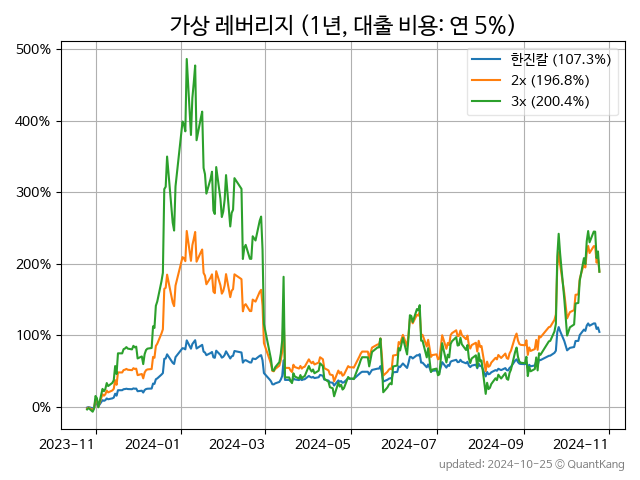 가상 레버리지 (1년, 대출 비용: 연 5%)
500%
400%
300%
200%
100%
0%
한진칼 (107.3%)
2x (196.8%)
3x (200.4%)
2023-11 2024-01 2024-03 2024-05 2024-07 2024-09 2024-11
updated: 2024-10-25 © QuantKang